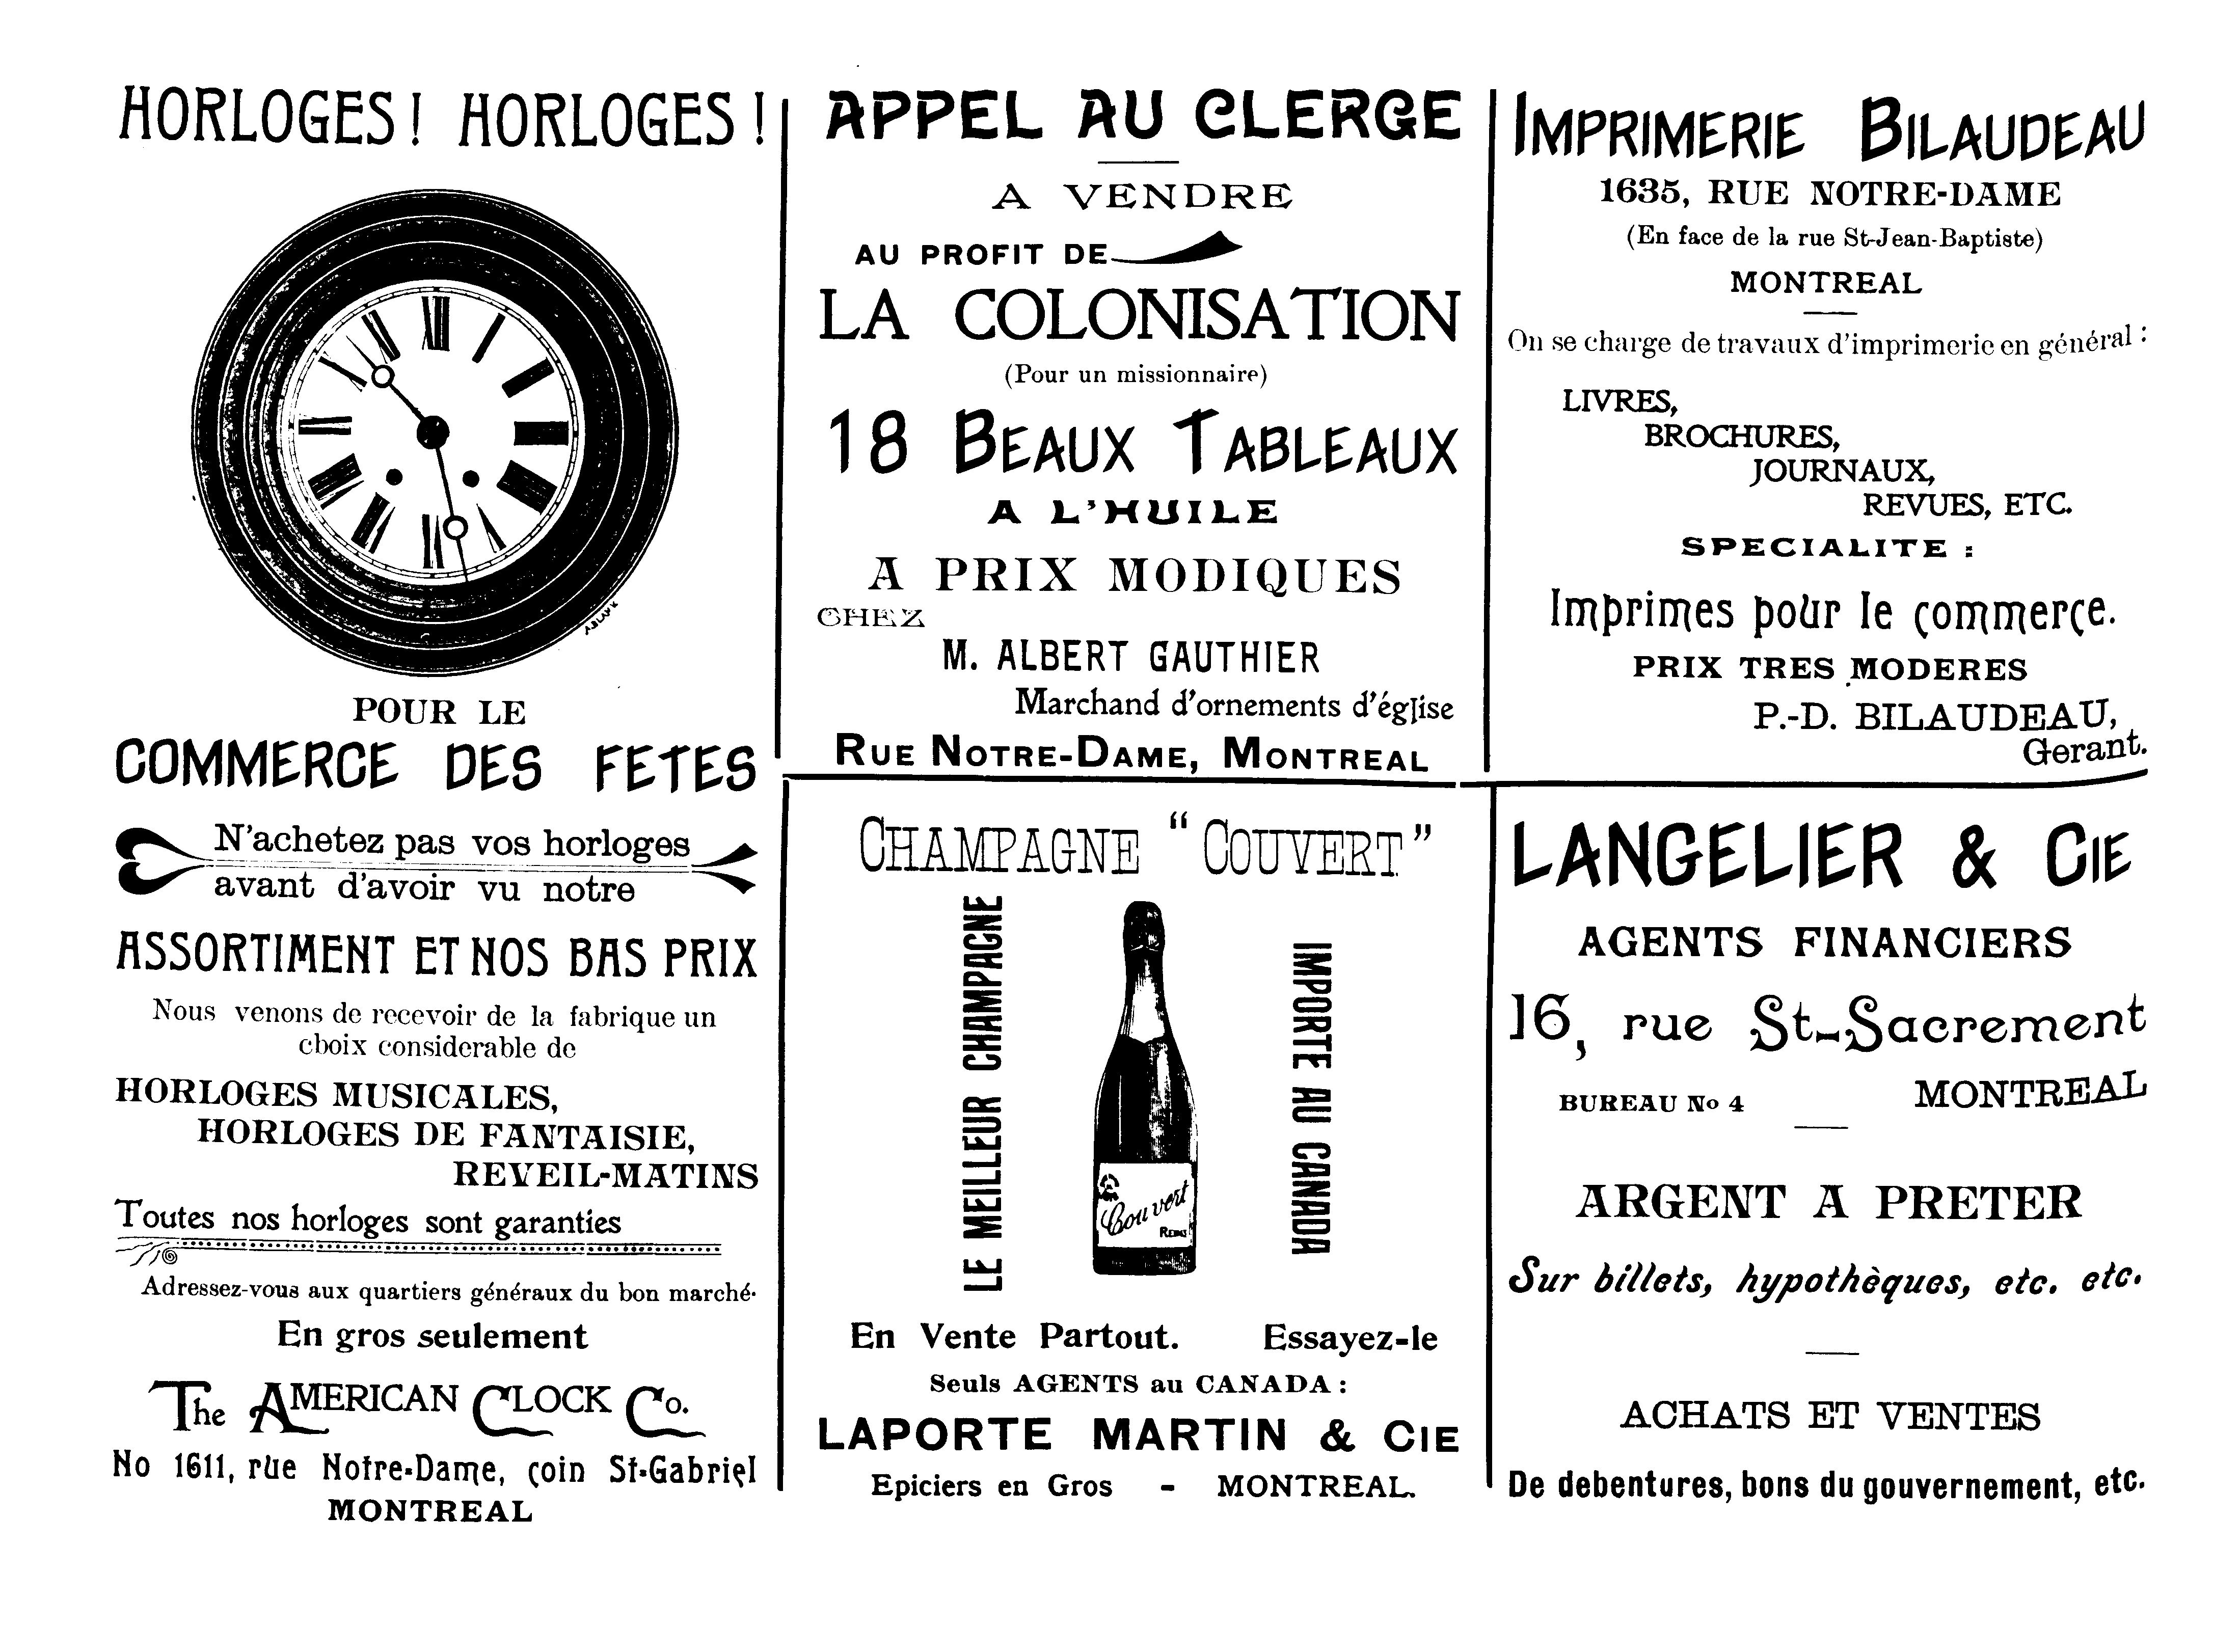 HORLOGES! HORLOGES!
POUR LE
COMMERCE DES FETES
N'achetez pas vos horloges
avant d'avoir vu notre
ASSORTIMENT ET NOS BAS PRIX
Nous venons de recevoir de la fabrique un
choix considerable de
HORLOGES MUSICALES,
HORLOGES DE FANTAISIE,
REVEIL-MATINS
Toutes nos horloges sont garanties
Adressez-vous aux quartiers généraux du bon marché.
En gros seulement
The AMERICAN CLOCK Co.
No 1611, rue Notre-Dame, coin St-Gabriel
MONTREAL
APPEL AU CLERGE
A VENDRE
AU PROFIT DE
LA COLONISATION
(Pour un missionnaire)
18 BEAUX TABLEAUX
A L'HUILE
A PRIX MODIQUES
CHEZ
M. ALBERT GAUTHIER
Marchand d'ornements d'église
RUE NOTRE-DAME, MONTREAL
CHAMPAGNE "COUVERT"
LE MEILLEUR CHAMPAGNE
IMPORTE AU CANADA
Couvert
REIMS
En Vente Partout. Essayez-le
Seuls AGENTS au CANADA:
LAPORTE MARTIN & CIE
Epiciers en Gros - MONTREAL.
IMPRIMERIE BILAUDEAU
1635, RUE NOTRE-DAME
(En face de la rue St-Jean-Baptiste)
MONTREAL
On se charge de travaux d'imprimerie en général:
LIVRES,
BROCHURES,
JOURNAUX,
REVUES, ETC.
SPECIALITE:
Imprimes pour le commerce.
PRIX TRES MODERES
P.-D. BILAUDEAU,
Gerant.
LANGELIER & CIE
AGENTS FINANCIERS
16, rue St-Sacrement
BUREAU No 4 MONTREAL
ARGENT A PRETER
Sur billets, hypothèques, etc. etc.
ACHATS ET VENTES
De debentures, bons du gouvernement, etc.